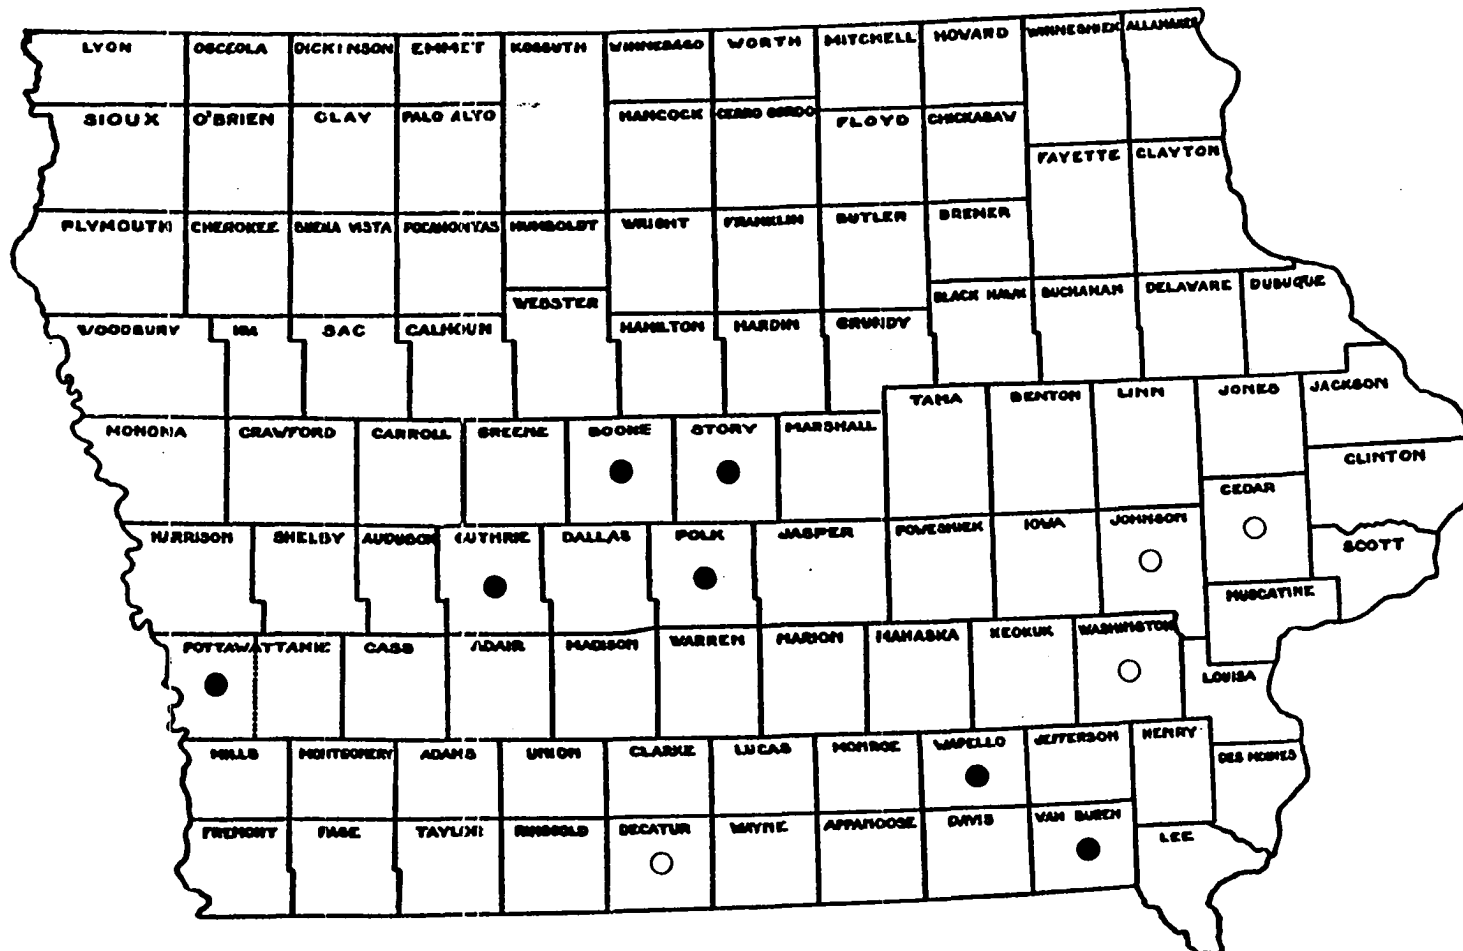 LYON OSCEOLA DICKINSON EMMET KOSSUTH WINNEBAGO WORTH MITCHELL HOWARD WINNESHIEK ALLAMAKEE
SIOUX O'BRIEN CLAY PALO ALTO HANCOCK CERRO GORDO FLOYD CHICKASAW
FAYETTE CLAYTON
PLYMOUTH CHEROKEE BUENA VISTA POCAHONTAS HUMBOLDT WRIGHT FRANKLIN BUTLER BREMER
WEBSTER BLACK HAWK BUCHANAN DELAWARE DUBUQUE
WOODBURY IDA SAC CALHOUN HAMILTON HARDIN GRUNDY
TAMA BENTON LINN JONES JACKSON
MONONA CRAWFORD CARROLL GREENE BOONE STORY MARSHALL
CLINTON
CEDAR
HARRISON SHELBY AUDUBON GUTHRIE DALLAS POLK JASPER POWESHIEK IOWA JOHNSON
SCOTT
MUSCATINE
POTTAWATTAMIE CASS ADAIR MADISON WARREN MARION MAHASKA KEOKUK WASHINGTON
LOUISA
MILLS MONTGOMERY ADAMS UNION CLARKE LUCAS MONROE WAPELLO JEFFERSON HENRY
DES MOINES
FREMONT PAGE TAYLOR RINGGOLD DECATUR WAYNE APPANOOSE DAVIS VAN BUREN
LEE